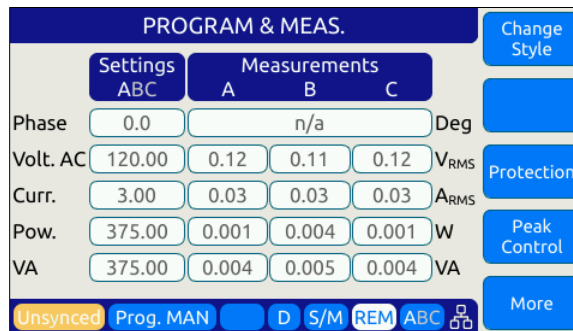 PROGRAM & MEAS.
Change
Style
Settings Measurements
ABC A B C
Phase 0.0 n/a Deg
Volt. AC 120.00 0.12 0.11 0.12 VRMS
Protection
Curr. 3.00 0.03 0.03 0.03 ARMS
Pow. 375.00 0.001 0.004 0.001 W
Peak
Control
VA 375.00 0.004 0.005 0.004 VA
More
Unsynced Prog. MAN D S/M REM ABC